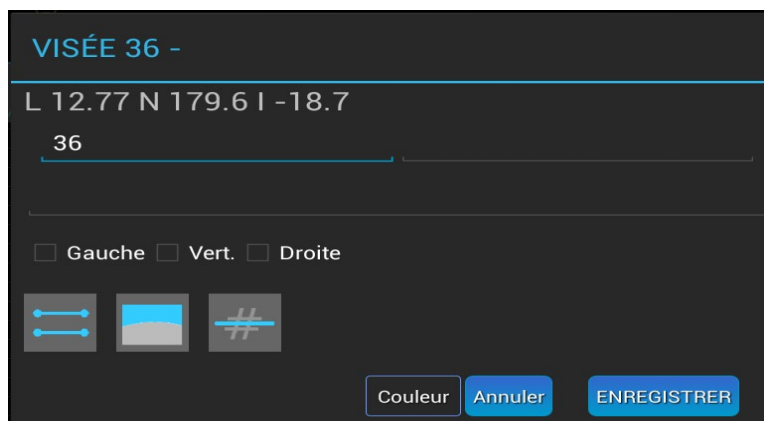 VISÉE 36 -
L 12.77 N 179.6 I -18.7
36
Gauche Vert. Droite
Couleur Annuler ENREGISTRER